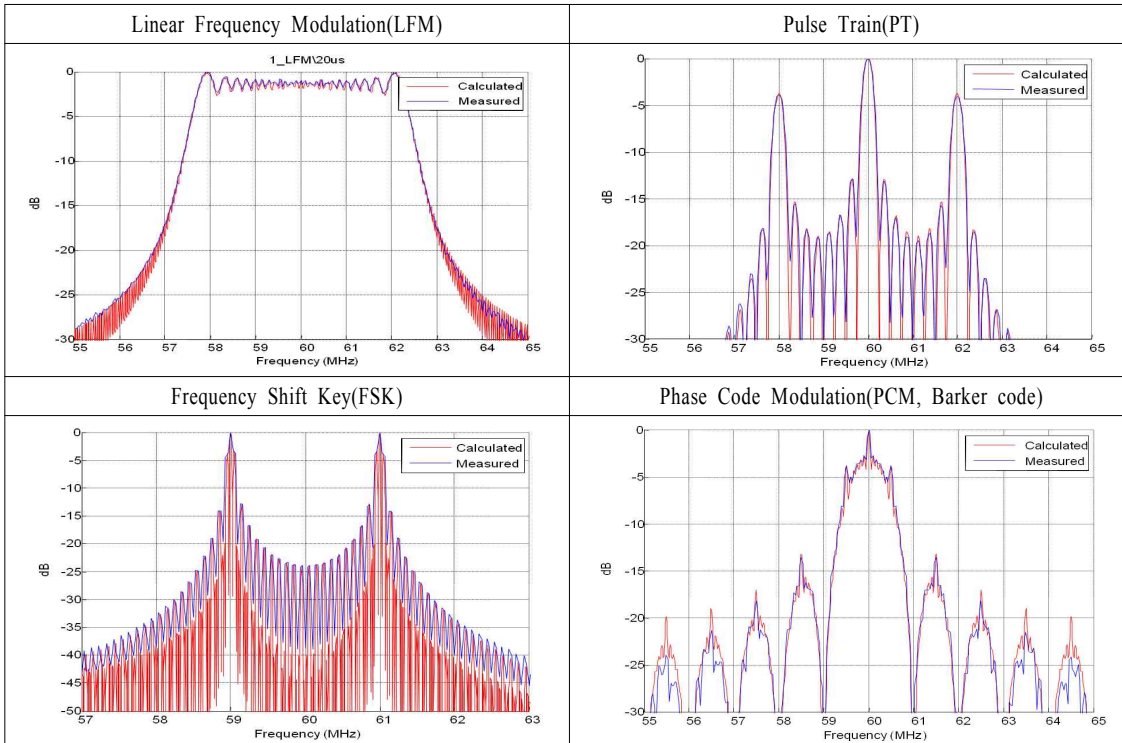 Linear Frequency Modulation(LFM)
Pulse Train(PT)
1_LFM\20us
Calculated
Measured
0
-5
-10
-15
-20
-25
-30
dB
55 56 57 58 59 60 61 62 63 64 65
Frequency (MHz)
Calculated
Measured
0
-5
-10
-15
-20
-25
-30
dB
55 56 57 58 59 60 61 62 63 64 65
Frequency (MHz)
Frequency Shift Key(FSK)
Phase Code Modulation(PCM, Barker code)
Calculated
Measured
0
-5
-10
-15
-20
-25
-30
-35
-40
-45
-50
dB
57 58 59 60 61 62 63
Frequency (MHz)
Calculated
Measured
0
-5
-10
-15
-20
-25
-30
dB
55 56 57 58 59 60 61 62 63 64 65
Frequency (MHz)